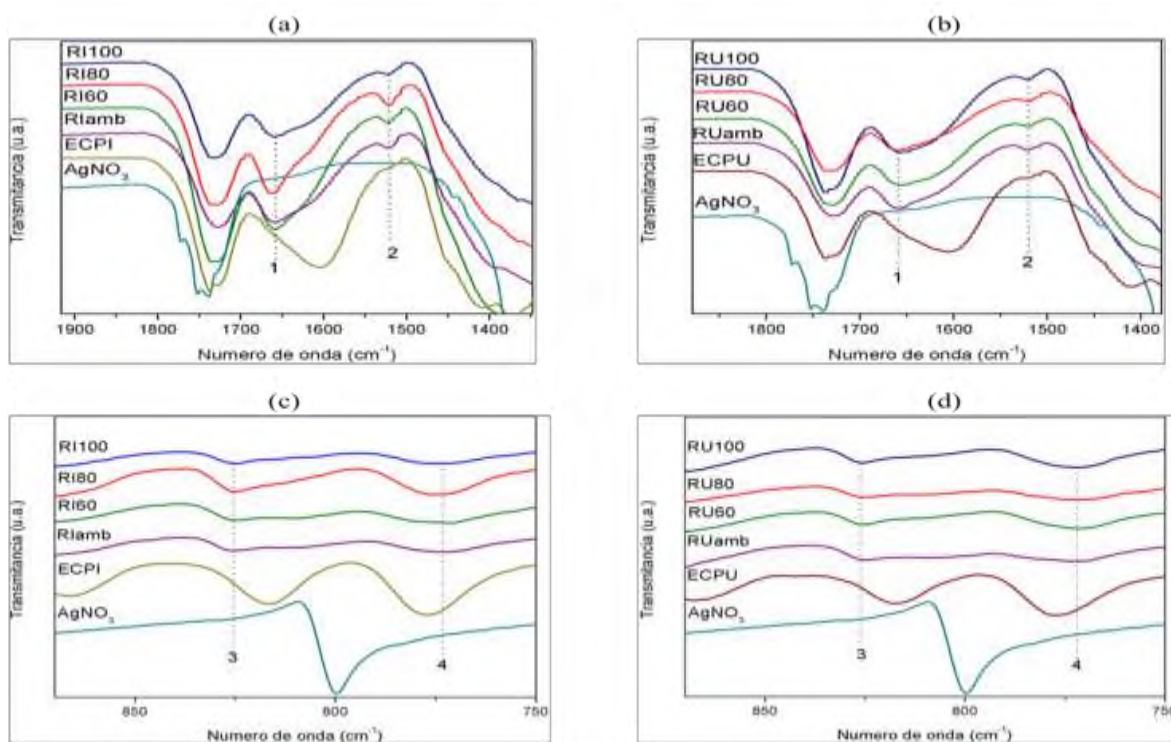 (a)
RI100
RI80
RI60
RIamb
ECPI
AgNO₃
Transmitancia (u.a.)
1
2
1900 1800 1700 1600 1500 1400
Numero de onda (cm⁻¹)
(b)
RU100
RU80
RU60
RUamb
ECPU
AgNO₃
Transmitancia (u.a.)
1
2
1800 1700 1600 1500 1400
Numero de onda (cm⁻¹)
(c)
RI100
RI80
RI60
RIamb
ECPI
AgNO₃
Transmitancia (u.a.)
3
4
850 800 750
Numero de onda (cm⁻¹)
(d)
RU100
RU80
RU60
RUamb
ECPU
AgNO₃
Transmitancia (u.a.)
3
4
850 800 750
Numero de onda (cm⁻¹)